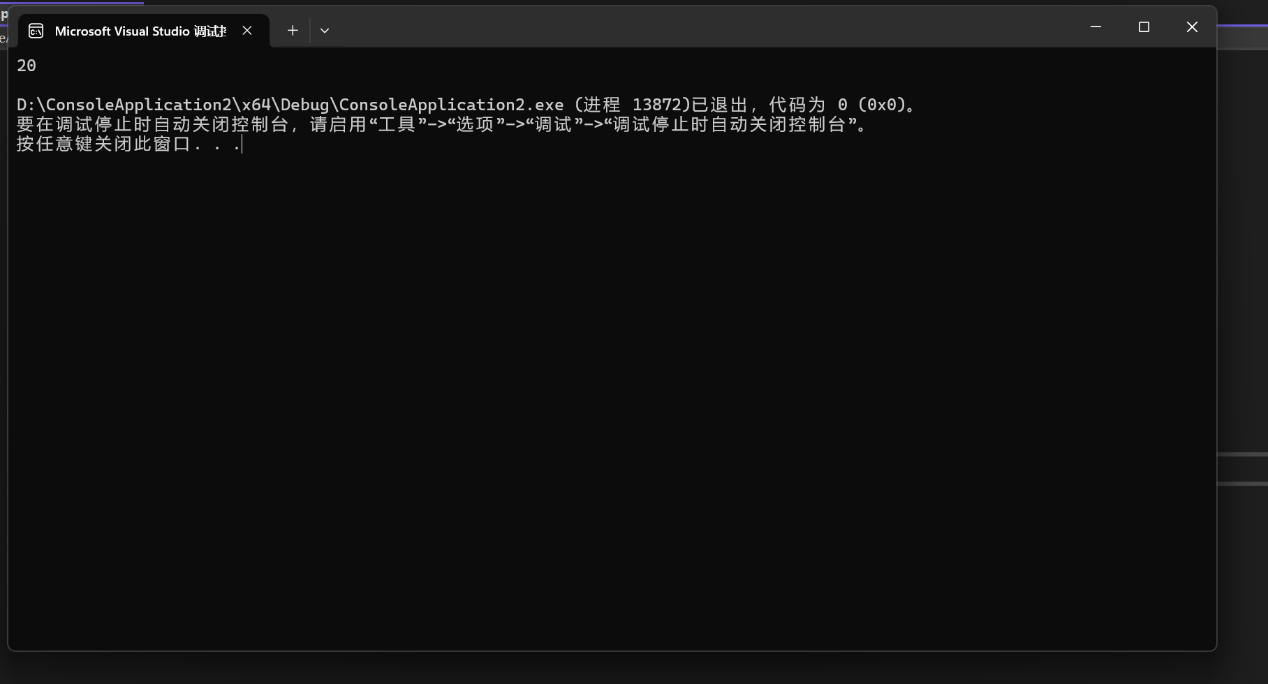 Microsoft Visual Studio 调试
20
D:\ConsoleApplication2\x64\Debug\ConsoleApplication2.exe (进程 13872)已退出，代码为 0 (0x0)。
要在调试停止时自动关闭控制台，请启用“工具”->“选项”->“调试”->“调试停止时自动关闭控制台”。
按任意键关闭此窗口. . .